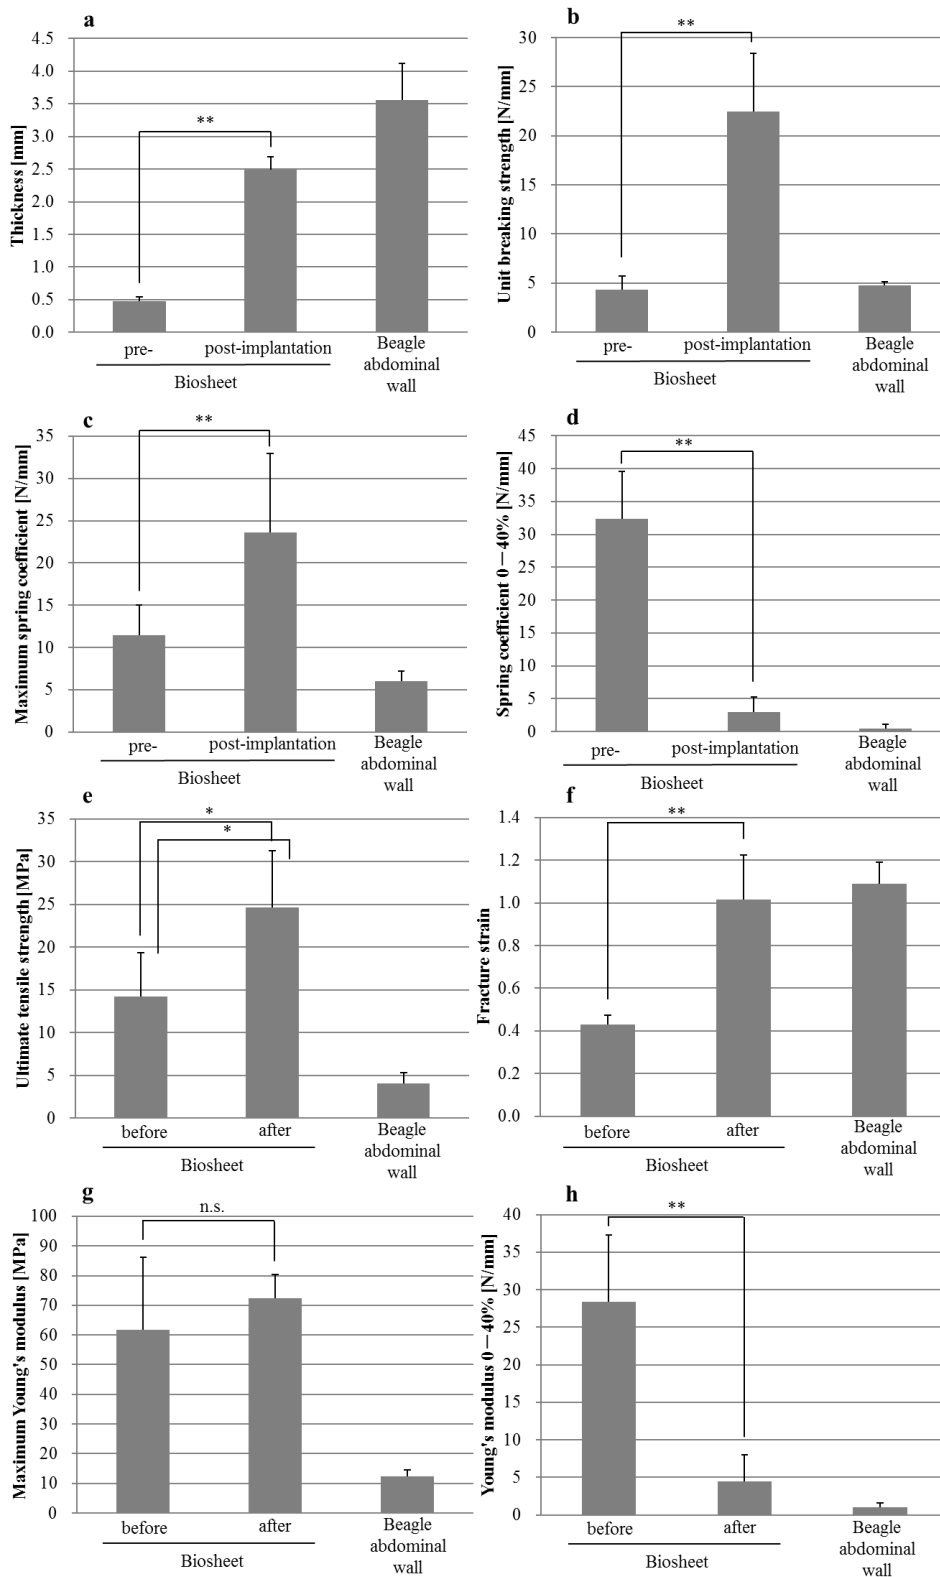 a
Thickness [mm]
4.5
4.0
3.5
3.0
2.5
2.0
1.5
1.0
0.5
0.0
**
pre-
post-implantation
Biosheet
Beagle
abdominal
wall
b
Unit breaking strength [N/mm]
30
25
20
15
10
5
0
**
pre-
post-implantation
Biosheet
Beagle
abdominal
wall
c
Maximum spring coefficient [N/mm]
35
30
25
20
15
10
5
0
**
pre-
post-implantation
Biosheet
Beagle
abdominal
wall
d
Spring coefficient 0－40% [N/mm]
45
40
35
30
25
20
15
10
5
0
**
pre-
post-implantation
Biosheet
Beagle
abdominal
wall
e
Ultimate tensile strength [MPa]
35
30
25
20
15
10
5
0
*
*
before
after
Biosheet
Beagle
abdominal
wall
f
Fracture strain
1.4
1.2
1.0
0.8
0.6
0.4
0.2
0.0
**
before
after
Biosheet
Beagle
abdominal
wall
g
Maximum Young's modulus [MPa]
100
90
80
70
60
50
40
30
20
10
0
n.s.
before
after
Biosheet
Beagle
abdominal
wall
h
Young's modulus 0－40% [N/mm]
40
35
30
25
20
15
10
5
0
**
before
after
Biosheet
Beagle
abdominal
wall